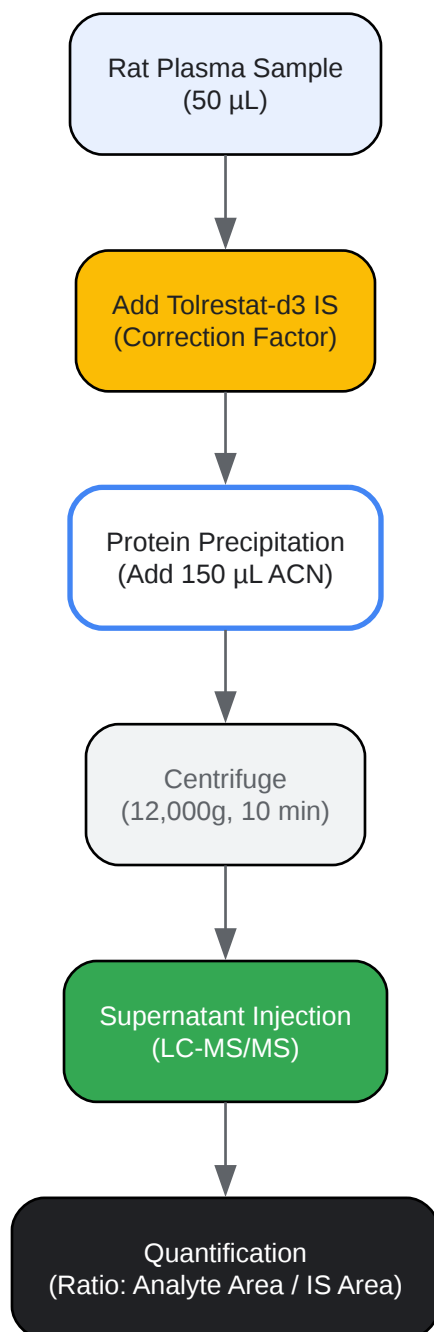 Rat Plasma Sample
(50 µL)
Add Tolrestat-d3 IS
(Correction Factor)
Protein Precipitation
(Add 150 µL ACN)
Centrifuge
(12,000g, 10 min)
Supernatant Injection
(LC-MS/MS)
Quantification
(Ratio: Analyte Area / IS Area)